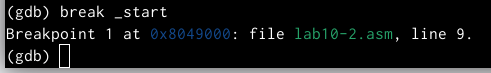 (gdb) break _start
Breakpoint 1 at 0x8049000: file lab10-2.asm, line 9.
(gdb)